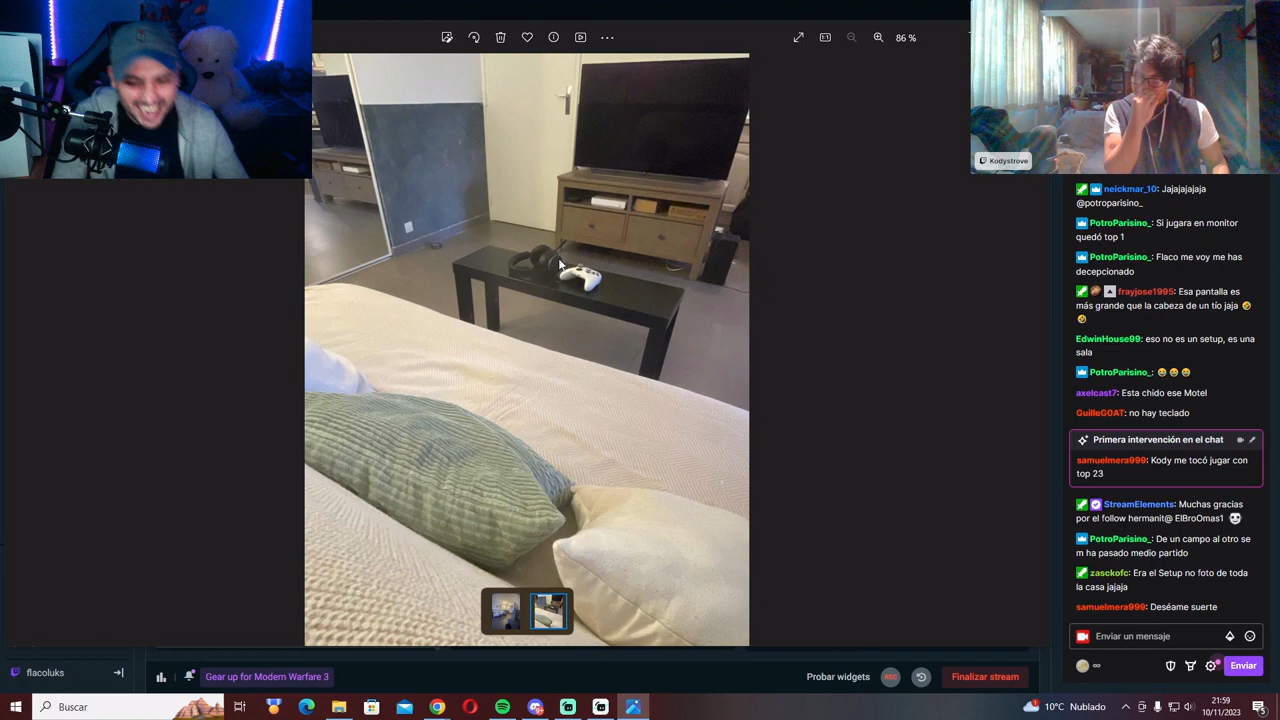 86 %
Kodystrove
neickmar_10: Jajajajajaja
@potroparisino_
PotroParisino_: Si jugara en monitor
quedó top 1
PotroParisino_: Flaco me voy me has
decepcionado
frayjose1995: Esa pantalla es
más grande que la cabeza de un tío jaja
EdwinHouse99: eso no es un setup, es una
sala
PotroParisino_:
axelcast7: Esta chido ese Motel
GuilleG0AT: no hay teclado
Primera intervención en el chat
samuelmera999: Kody me tocó jugar con
top 23
StreamElements: Muchas gracias
por el follow hermanit@ ElBroOmas1
PotroParisino_: De un campo al otro se
m ha pasado medio partido
zasckofc: Era el Setup no foto de toda
la casa jajaja
samuelmera999: Deséame suerte
Enviar un mensaje
Enviar
flacoluks
Gear up for Modern Warfare 3
Probar widgets
REC
Finalizar stream
Buscar
10°C Nublado
21:59
10/11/2023